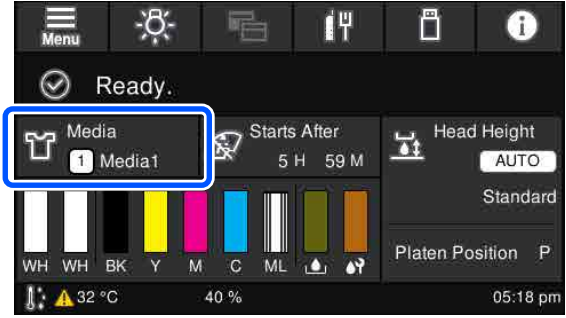 Menu
Ready.
Media
1 Media1
Starts After
5 H 59 M
Head Height
AUTO
Standard
WH WH BK Y M C ML
Platen Position P
32 °C 40 % 05:18 pm